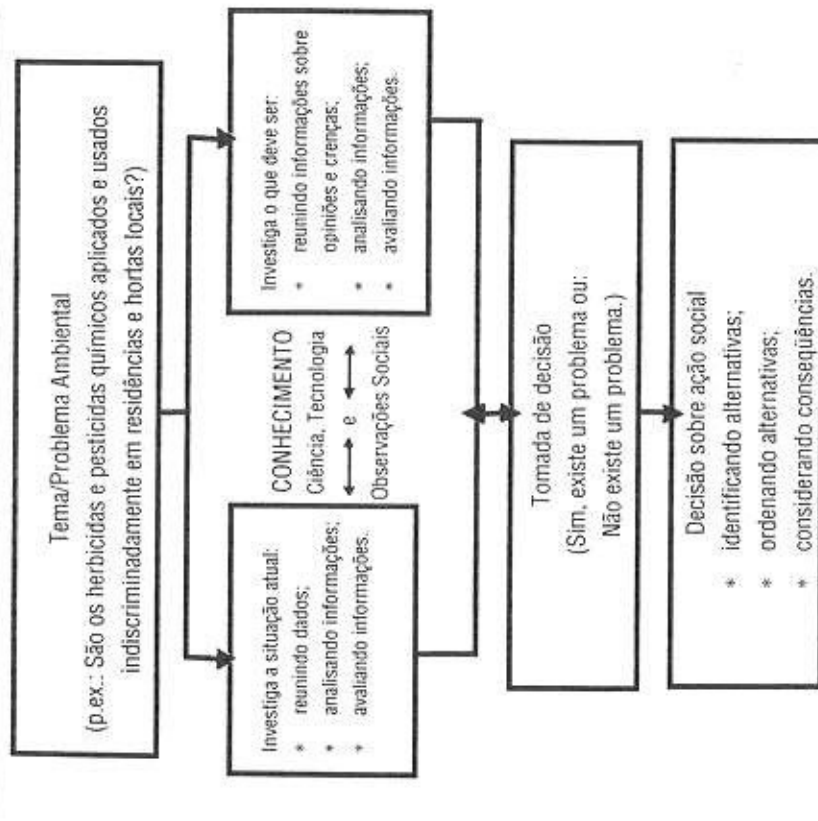 Tema/Problema Ambiental
(p.ex.: São os herbicidas e pesticidas químicos aplicados e usados
indiscriminadamente em residências e hortas locais?)
Investiga a situação atual:
* reunindo dados;
* analisando informações;
* avaliando informações.
CONHECIMENTO
Ciência, Tecnologia
e
Observações Sociais
Investiga o que deve ser:
* reunindo informações sobre
opiniões e crenças;
* analisando informações;
* avaliando informações.
Tomada de decisão
(Sim, existe um problema ou:
Não existe um problema.)
Decisão sobre ação social
* identificando alternativas;
* ordenando alternativas;
* considerando conseqüências.